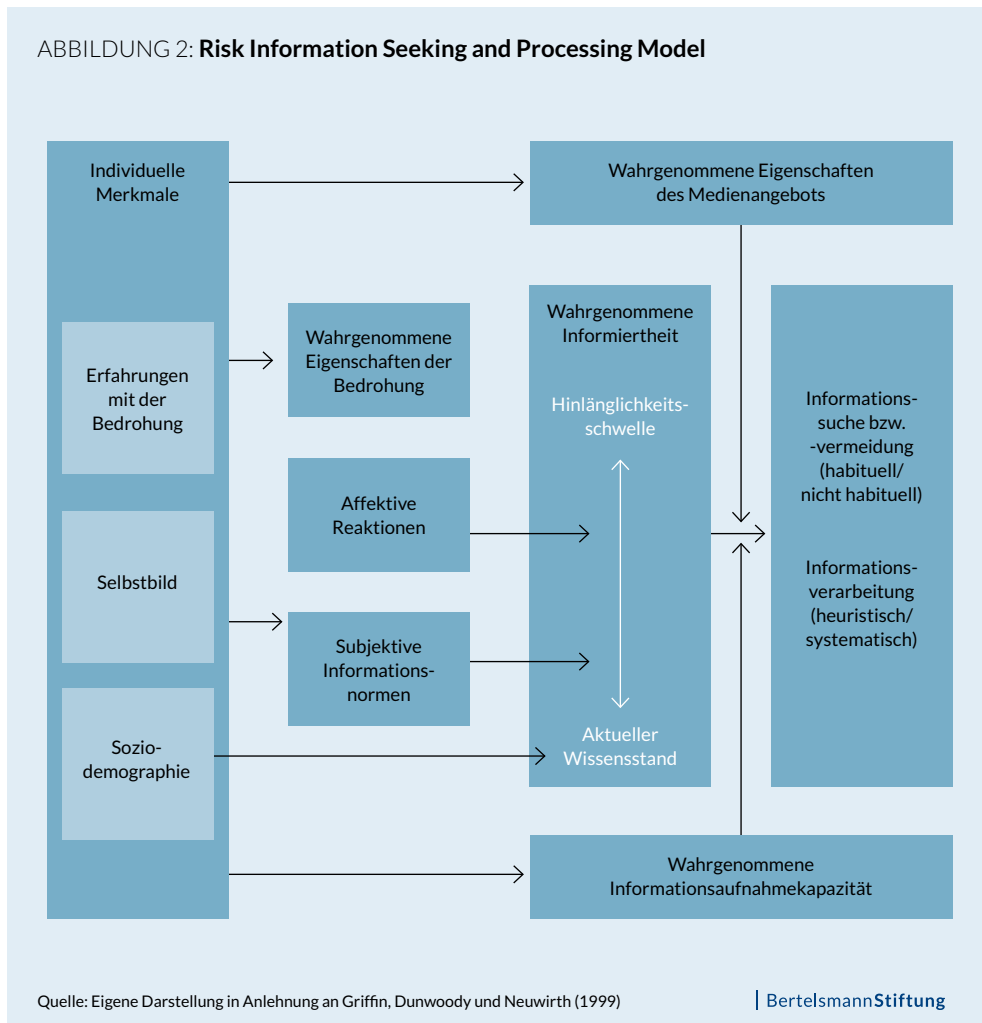 ABBILDUNG 2: Risk Information Seeking and Processing Model
Individuelle
Merkmale
Wahrgenommene Eigenschaften
des Medienangebots
Erfahrungen
mit der
Bedrohung
Wahrgenommene
Eigenschaften der
Bedrohung
Wahrgenommene
Informiertheit
Hinlänglichkeits-
schwelle
Informations-
suche bzw.
-vermeidung
(habituell/
nicht habituell)
Affektive
Reaktionen
Selbstbild
Informations-
verarbeitung
(heuristisch/
systematisch)
Subjektive
Informations-
normen
Sozio-
demographie
Aktueller
Wissensstand
Wahrgenommene
Informationsaufnahmekapazität
Quelle: Eigene Darstellung in Anlehnung an Griffin, Dunwoody und Neuwirth (1999)
BertelsmannStiftung